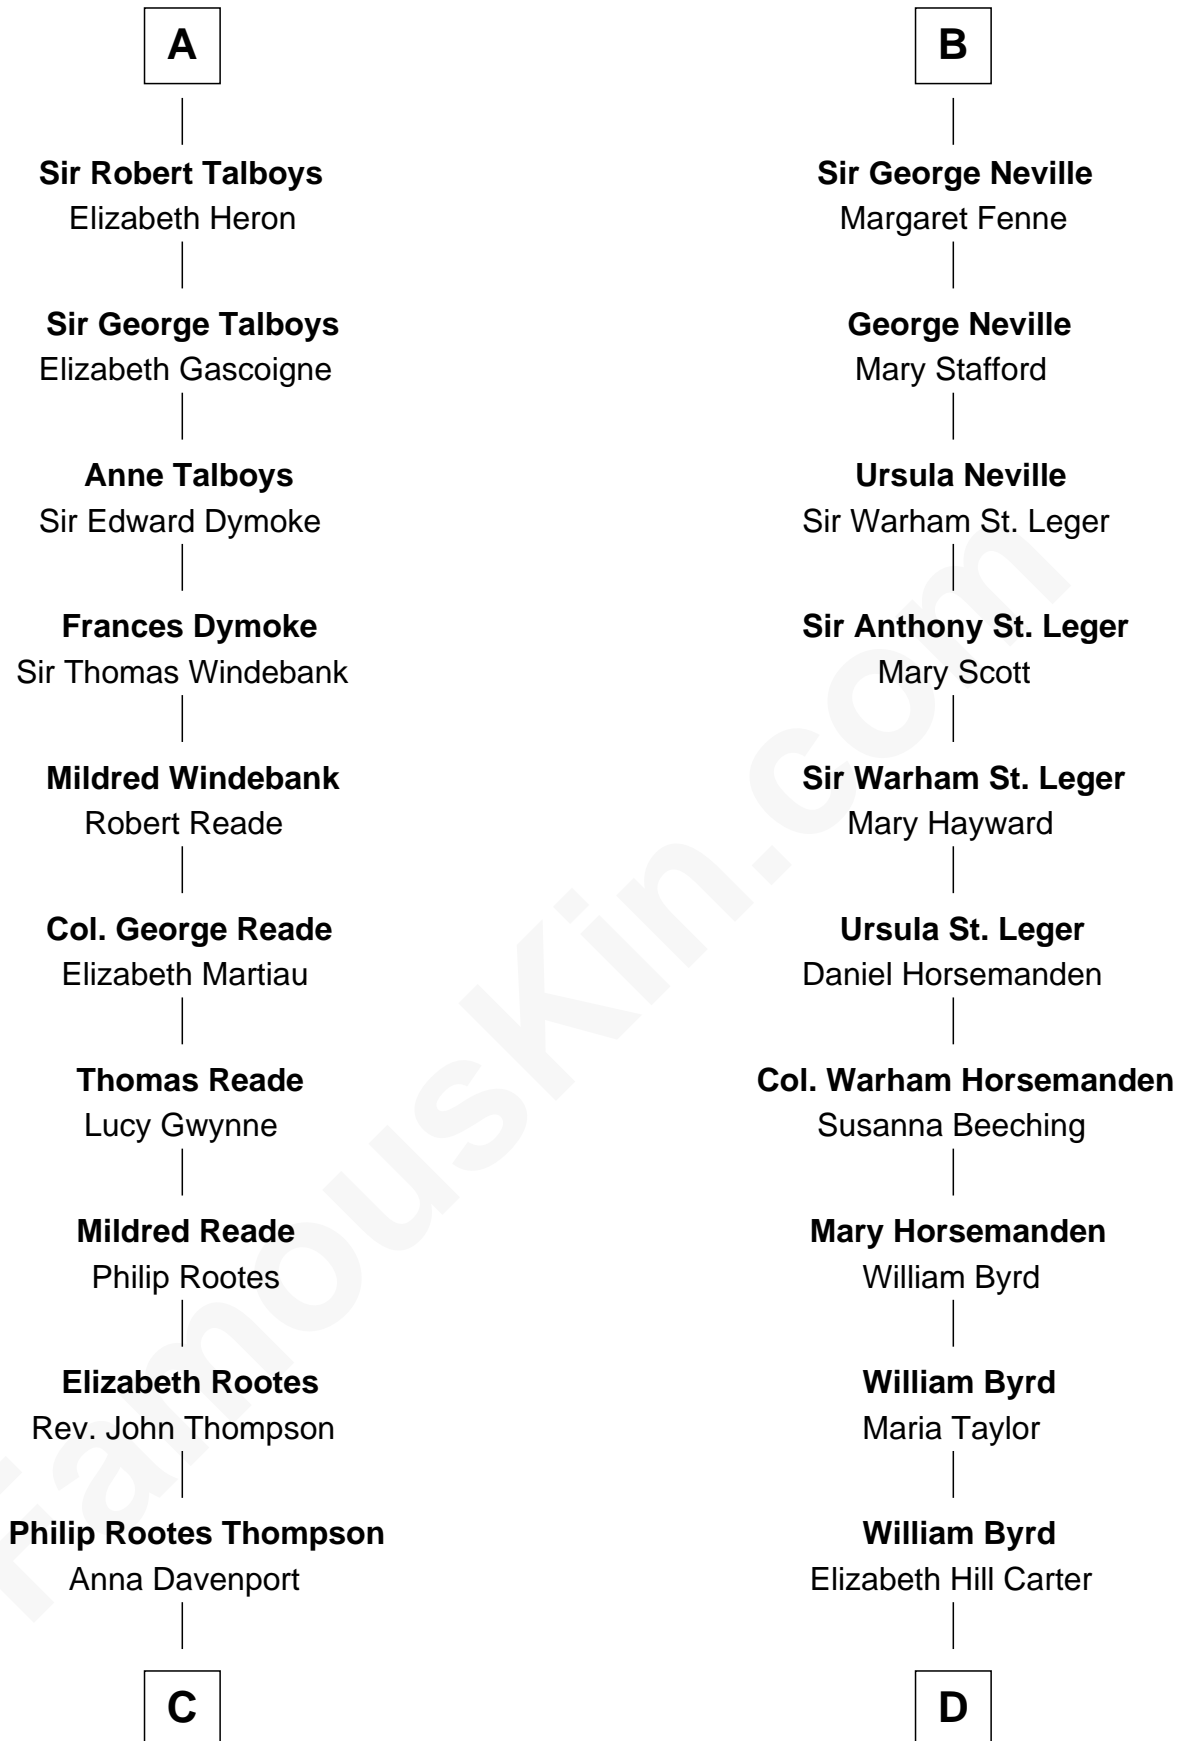 A
Sir Robert Talboys
Elizabeth Heron
Sir George Talboys
Elizabeth Gascoigne
Anne Talboys
Sir Edward Dymoke
Frances Dymoke
Sir Thomas Windebank
Mildred Windebank
Robert Reade
Col. George Reade
Elizabeth Martiau
Thomas Reade
Lucy Gwynne
Mildred Reade
Philip Rootes
Elizabeth Rootes
Rev. John Thompson
Philip Rootes Thompson
Anna Davenport
C
B
Sir George Neville
Margaret Fenne
George Neville
Mary Stafford
Ursula Neville
Sir Warham St. Leger
Sir Anthony St. Leger
Mary Scott
Sir Warham St. Leger
Mary Hayward
Ursula St. Leger
Daniel Horsemanden
Col. Warham Horsemanden
Susanna Beeching
Mary Horsemanden
William Byrd
William Byrd
Maria Taylor
William Byrd
Elizabeth Hill Carter
D
FamousKin.com